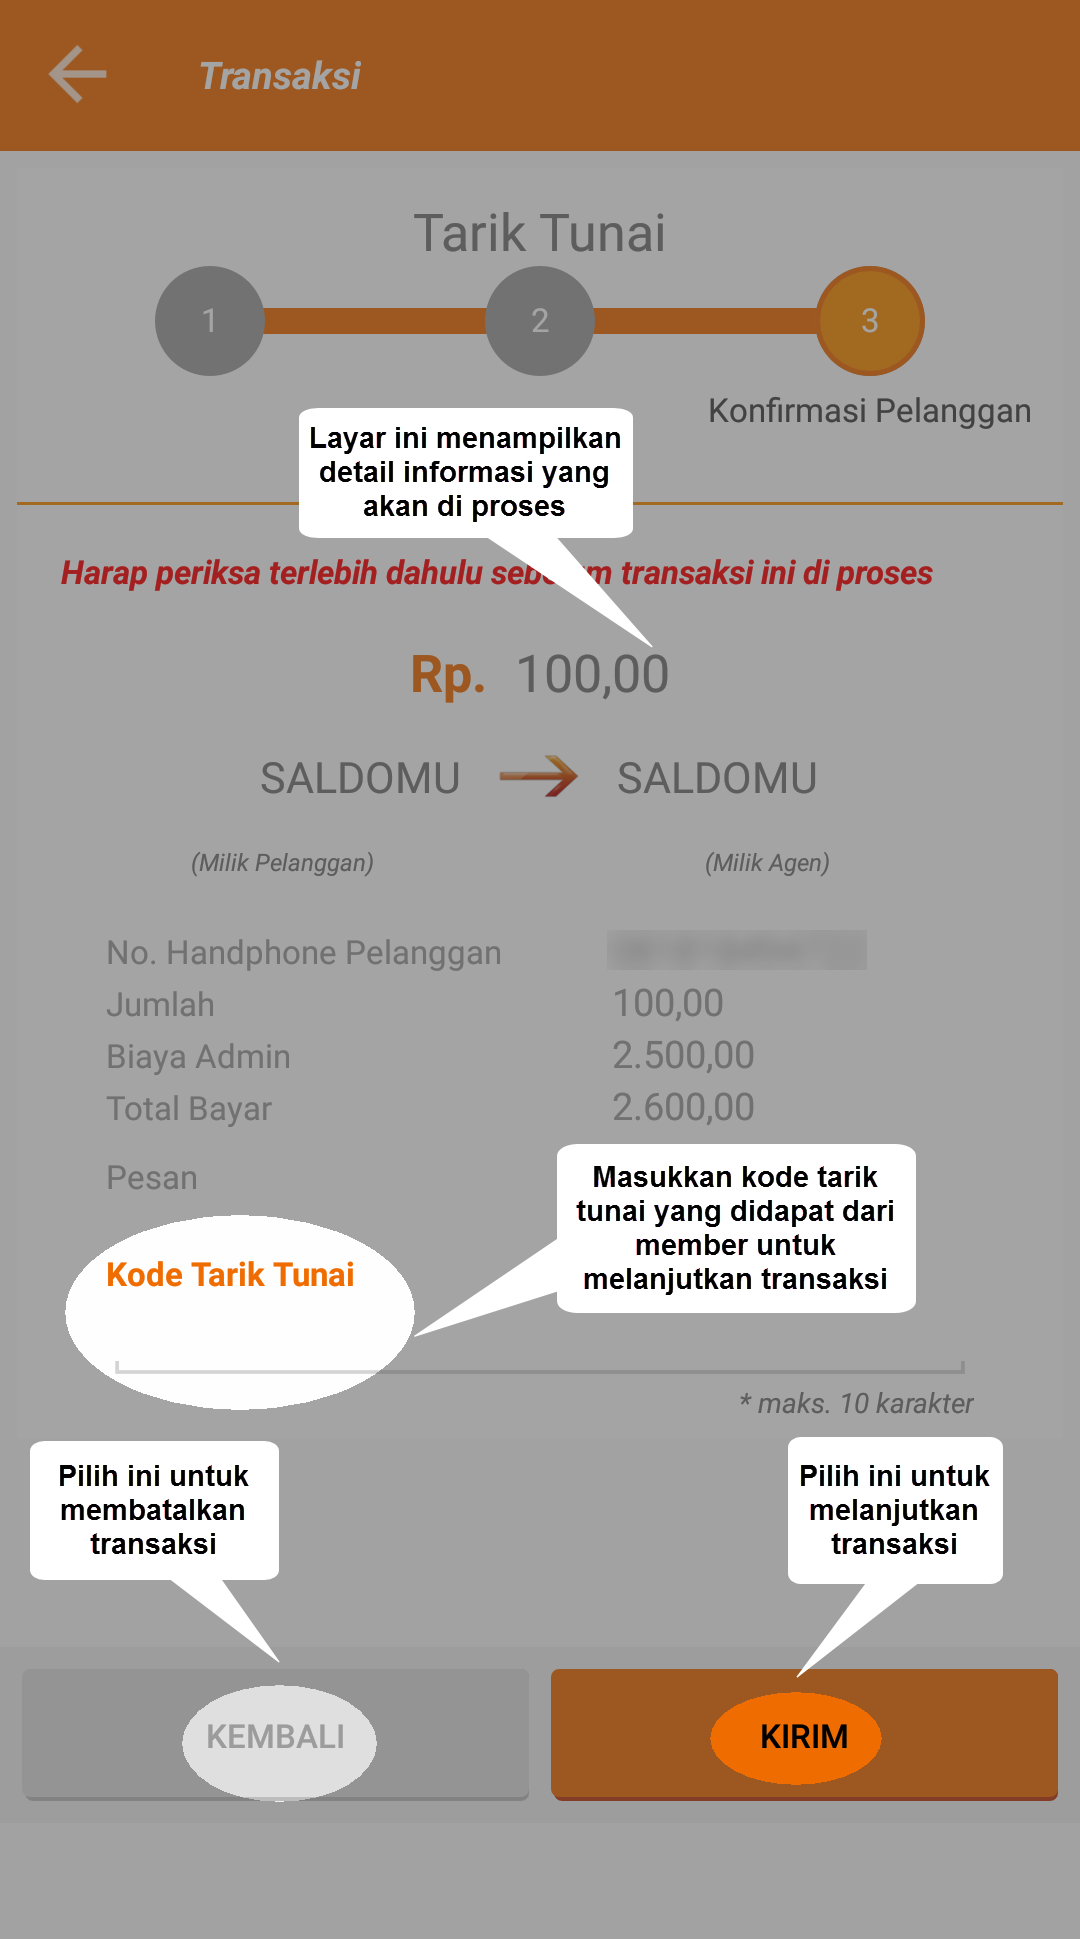 Transaksi
Tarik Tunai
1 2 3
Konfirmasi Pelanggan
Layar ini menampilkan
detail informasi yang
akan di proses
Harap periksa terlebih dahulu transaksi ini di proses
Rp. 100,00
SALDOMU SALDOMU
(Milik Pelanggan) (Milik Agen)
No. Handphone Pelanggan
Jumlah 100,00
Biaya Admin 2.500,00
Total Bayar 2.600,00
Pesan
Masukkan kode tarik
tunai yang didapat dari
member untuk
melanjutkan transaksi
Kode Tarik Tunai
* maks. 10 karakter
Pilih ini untuk
membatalkan
transaksi
Pilih ini untuk
melanjutkan
transaksi
KEMBALI KIRIM